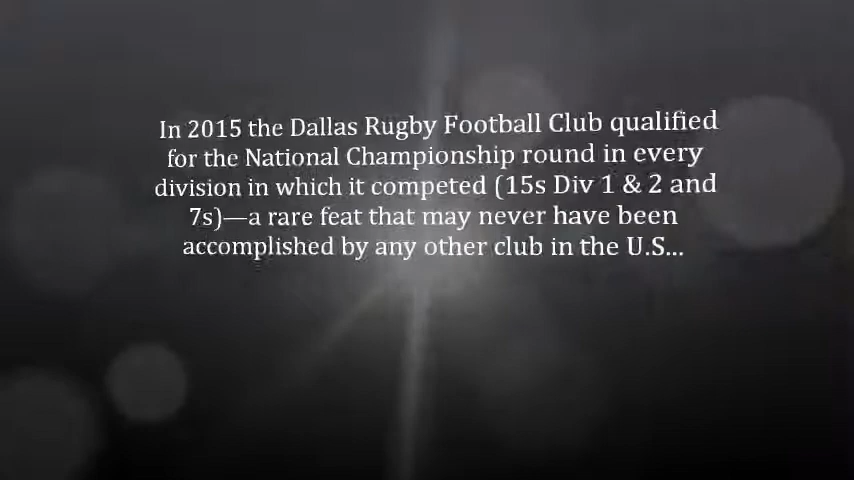 In 2015 the Dallas Rugby Football Club qualified
for the National Championship round in every
division in which it competed (15s Div 1 & 2 and
7s)—a rare feat that may never have been
accomplished by any other club in the U.S...